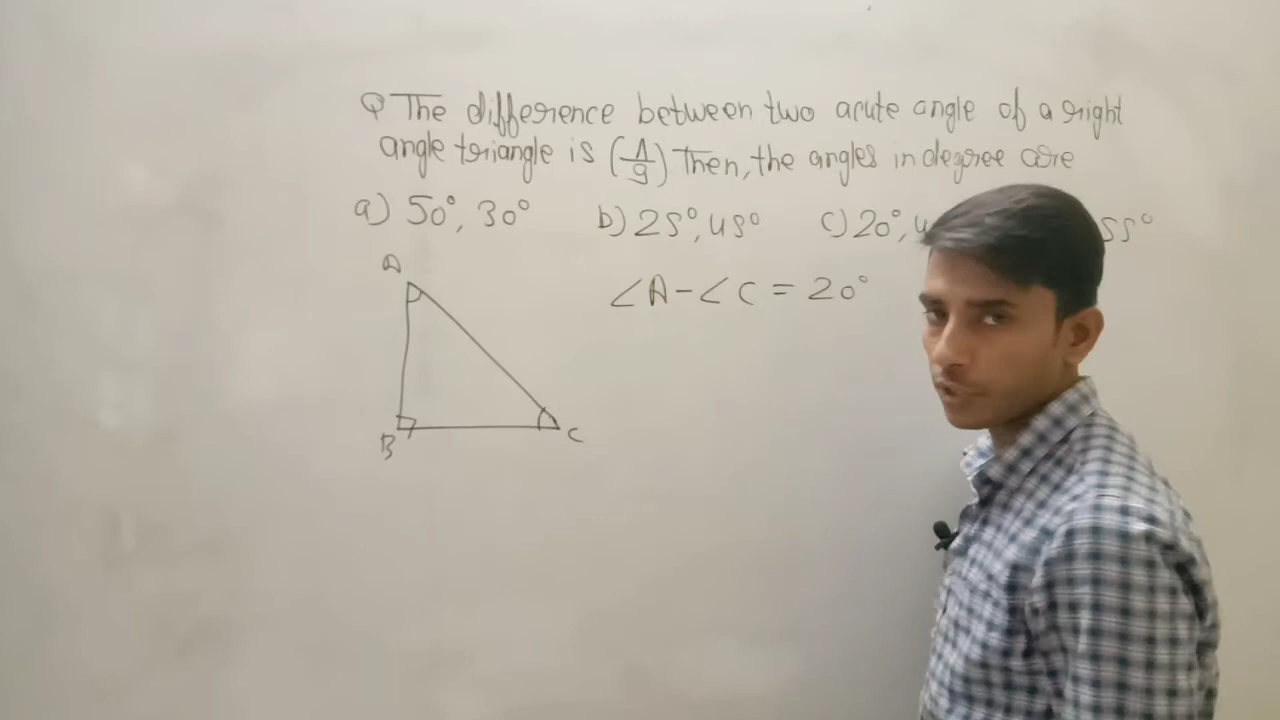 Q The difference between two acute angle of a right
angle triangle is (π/9) Then, the angles in degree are
a) 50°, 30° b) 25°, 45° c) 20°, 55°
A
∠A-∠C = 20°
B C